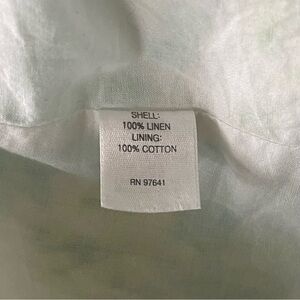 SHELL:
100% LINEN
LINING:
100% COTTON
RN 97641